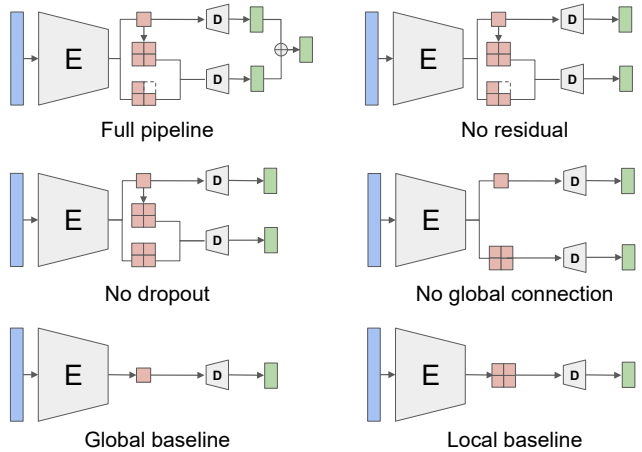 D
E
D
Full pipeline
D
E
D
No residual
D
E
D
No dropout
D
E
D
No global connection
E
D
Global baseline
E
D
Local baseline